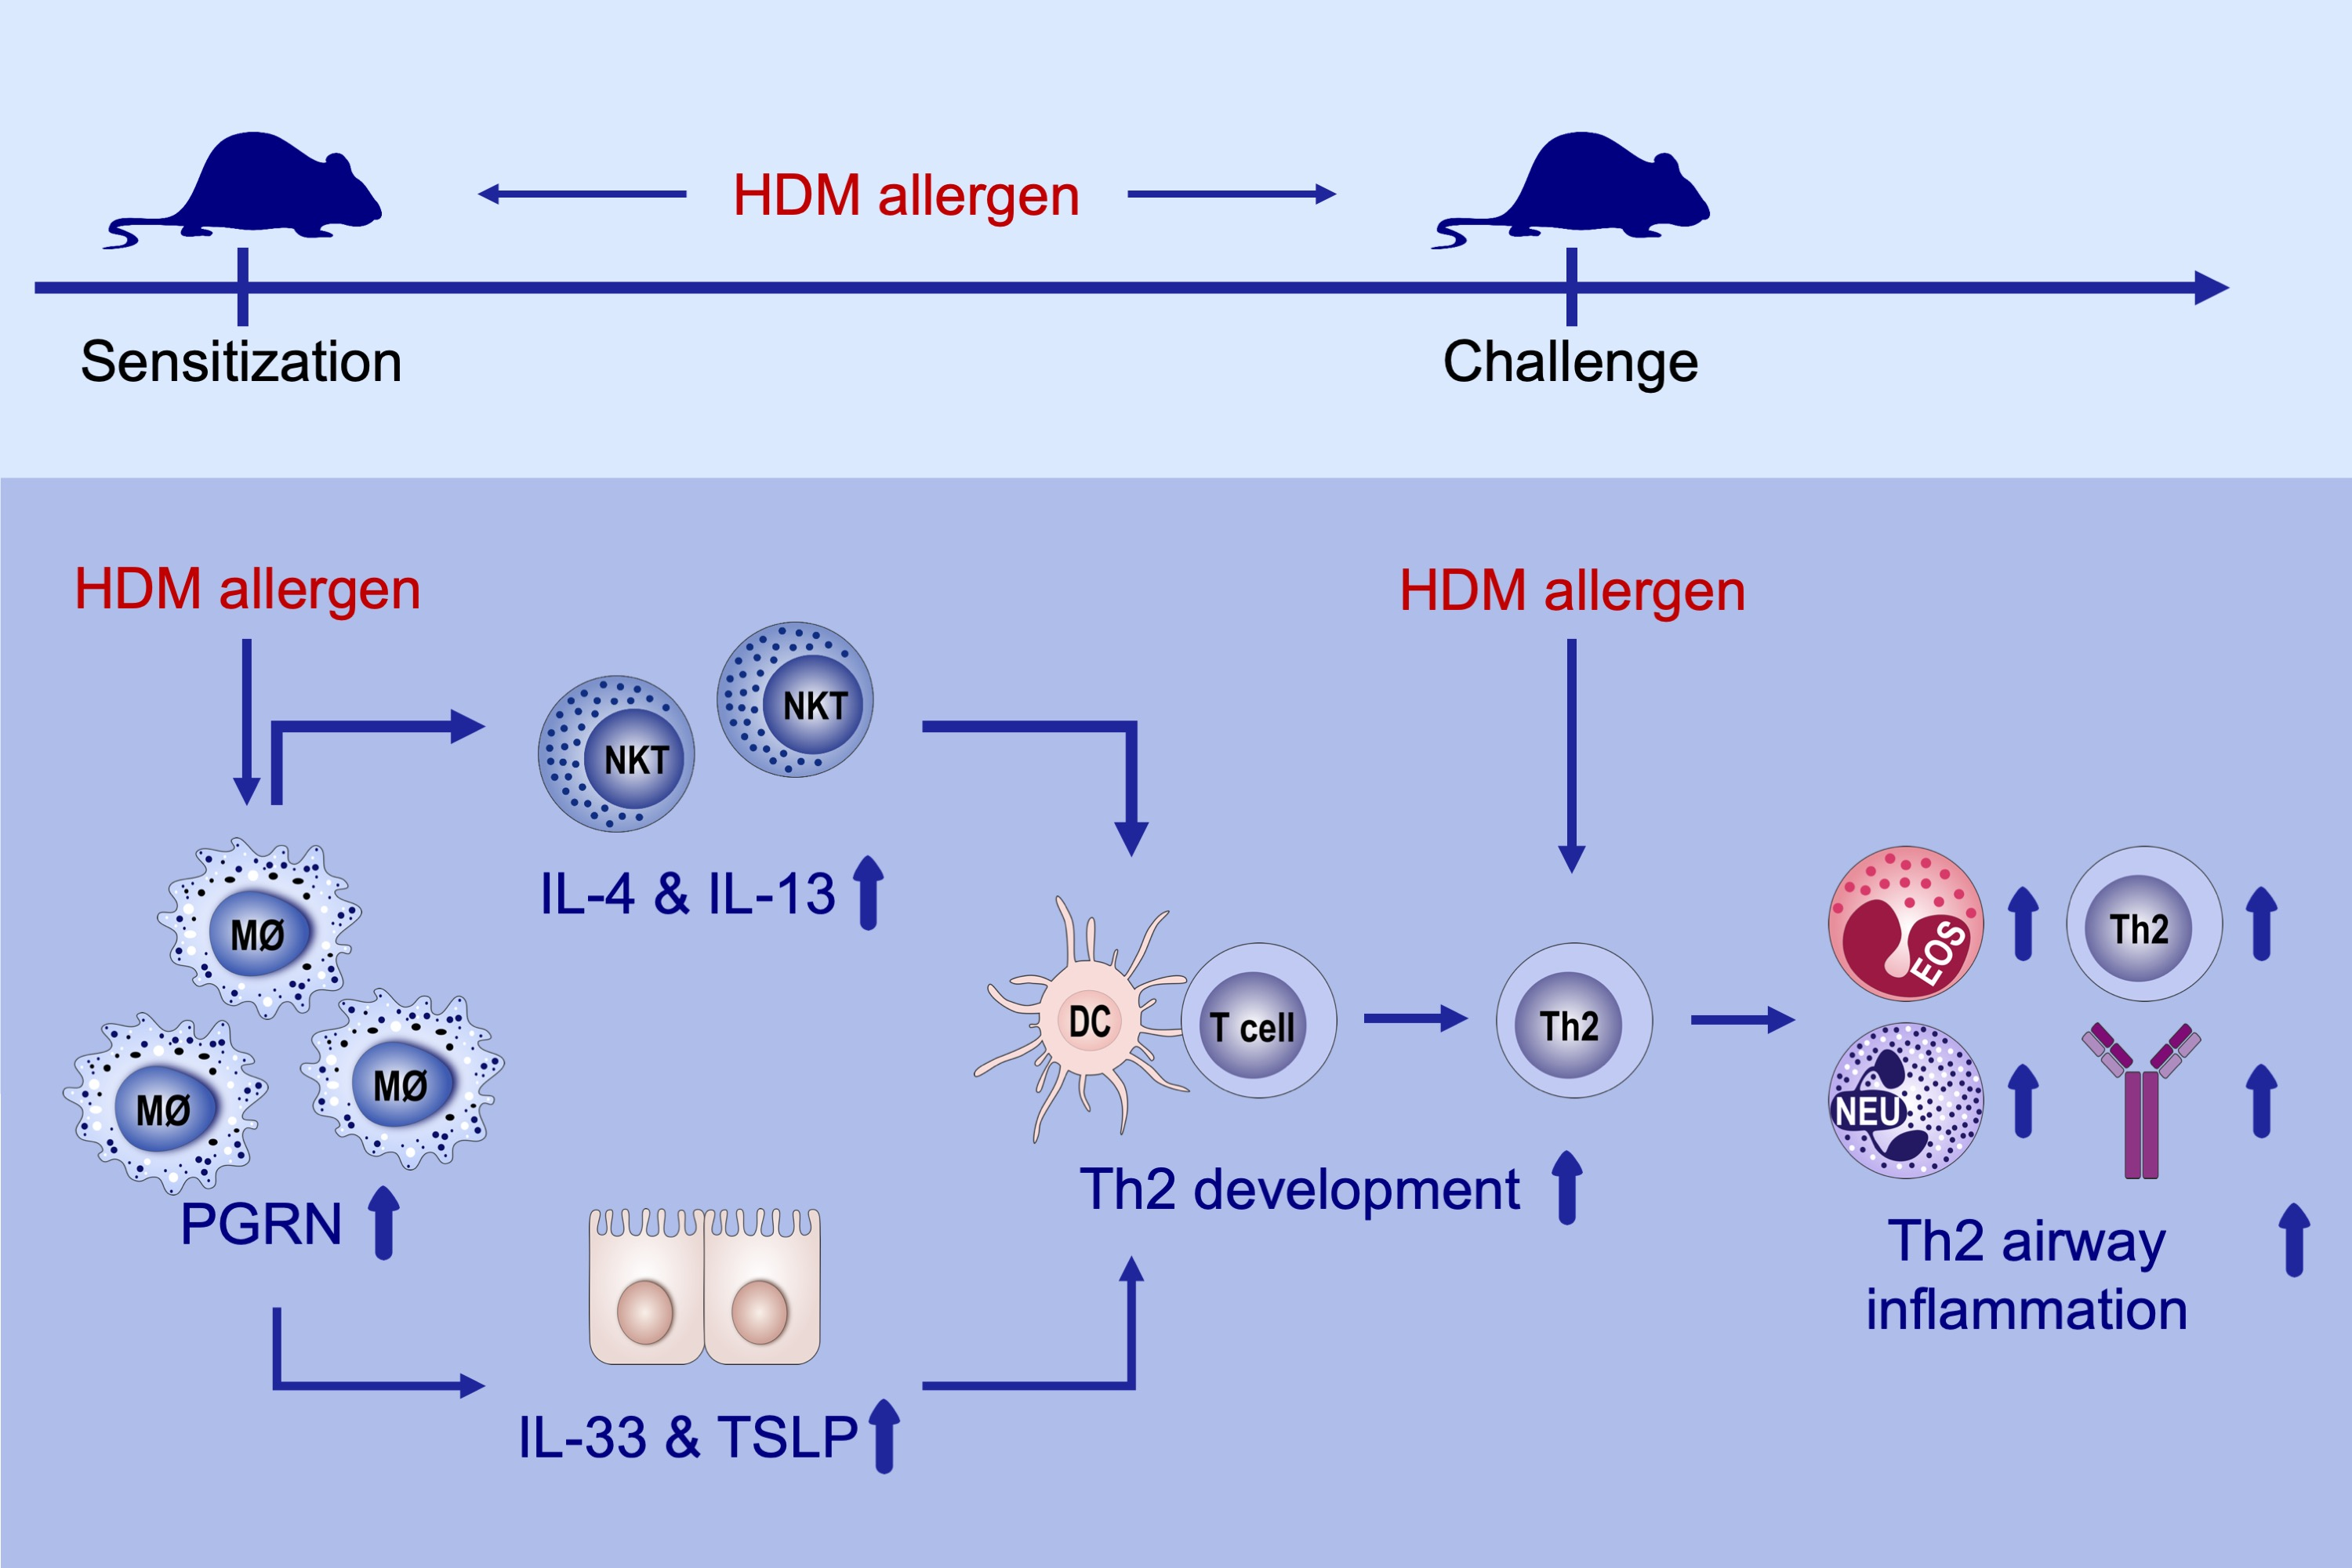 HDM allergen
Sensitization
Challenge
HDM allergen
HDM allergen
NKT
NKT
IL-4 & IL-13
MØ
MØ
MØ
PGRN
DC
T cell
Th2
Th2 development
IL-33 & TSLP
EOS
Th2
NEU
Th2 airway
inflammation